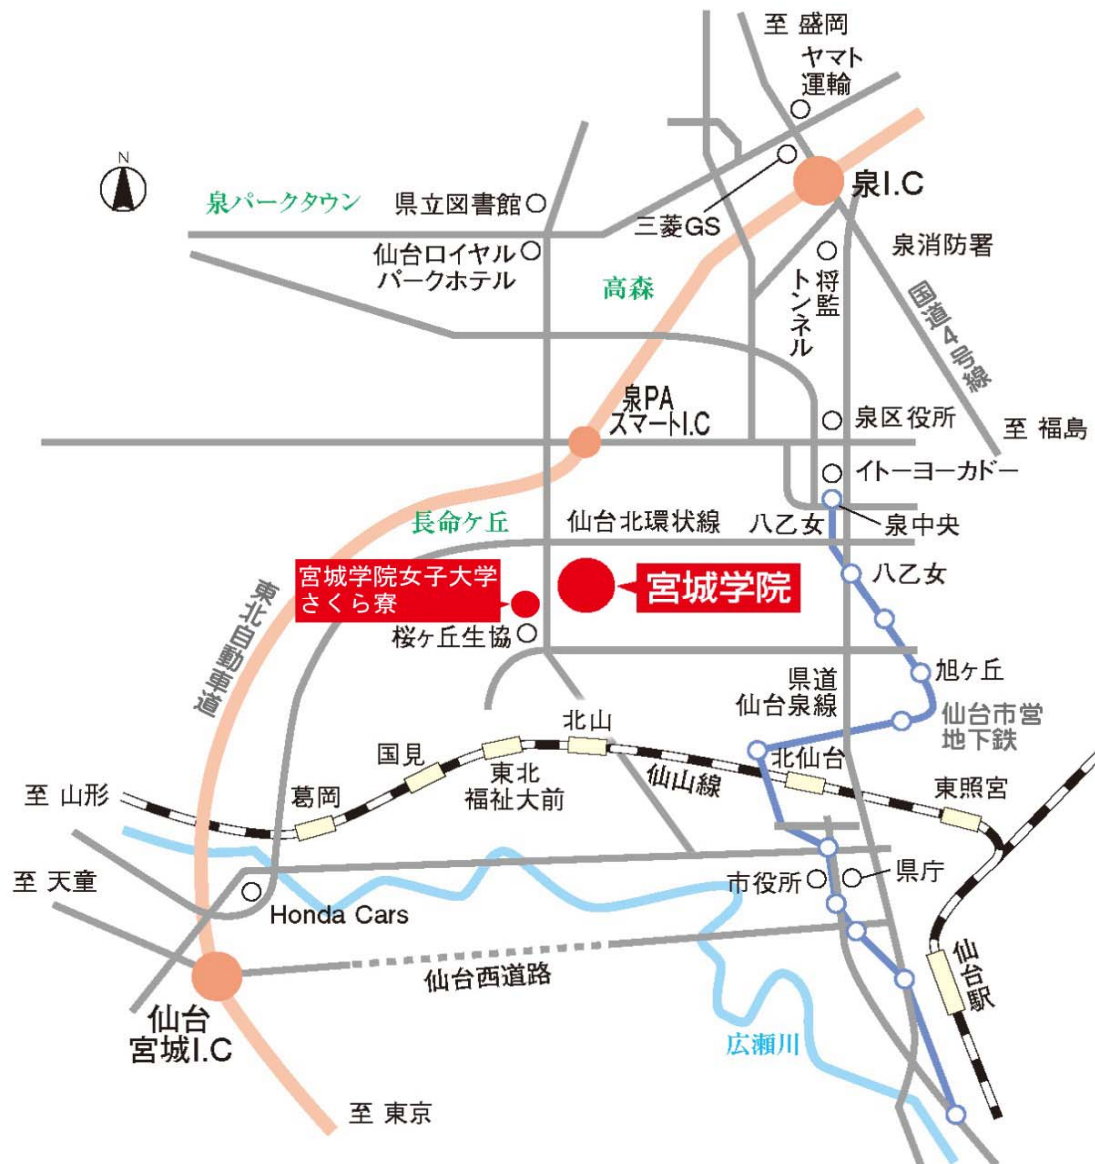 至 盛岡
ヤマト
運輸
N
泉I.C
泉パークタウン
県立図書館
三菱GS
仙台ロイヤル
パークホテル
泉消防署
将監
トンネル
高森
国道4号線
泉PA
スマートI.C
泉区役所
至 福島
イトーヨーカドー
長命ケ丘
仙台北環状線
八乙女
泉中央
八乙女
宮城学院女子大学
さくら寮
宮城学院
桜ヶ丘生協
東北自動車道
県道
仙台泉線
旭ヶ丘
仙台市営
地下鉄
北山
国見
東北
福祉大前
仙山線
北仙台
東照宮
至 山形
葛岡
至 天童
市役所
県庁
Honda Cars
仙台西道路
仙台駅
仙台
宮城I.C
広瀬川
至 東京